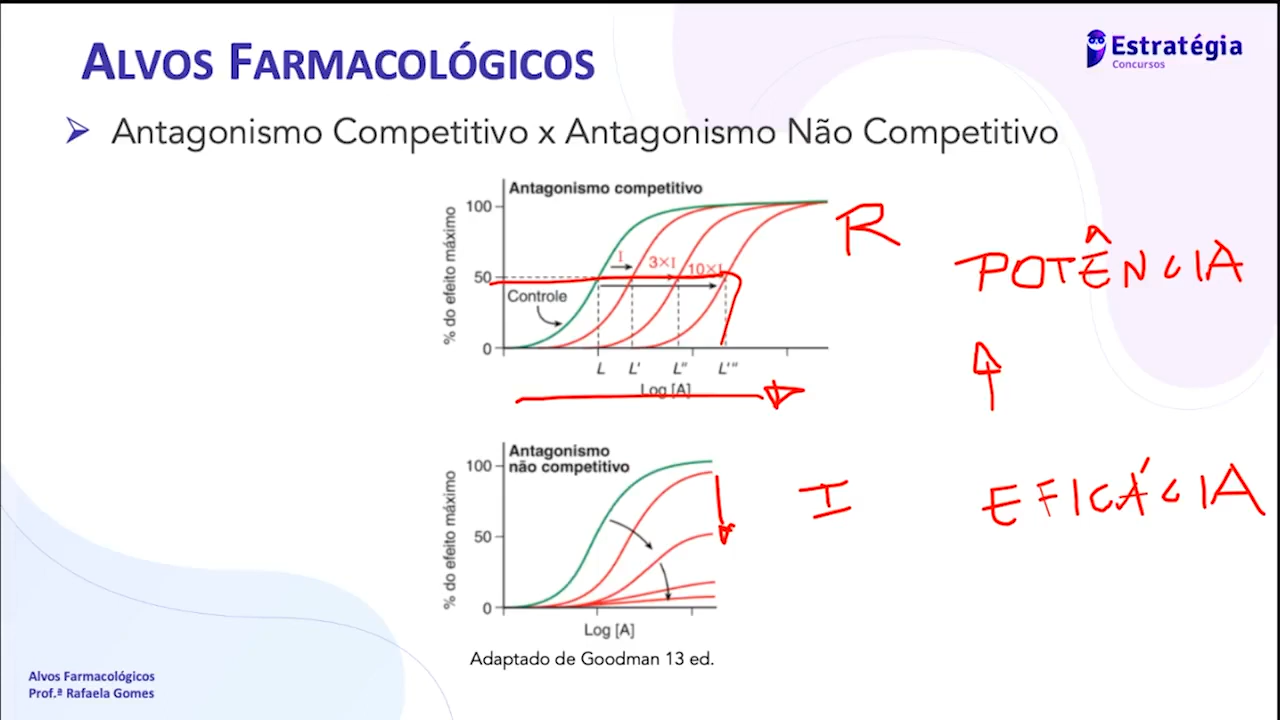 ALVOS FARMACOLÓGICOS
Estratégia
Concursos
Antagonismo Competitivo x Antagonismo Não Competitivo
Antagonismo competitivo
% do efeito máximo
100
50
0
I
3×I
10×I
Controle
L L' L" L'"
Log [A]
R
POTÊNCIA
Antagonismo
não competitivo
% do efeito máximo
100
50
0
Log [A]
I
EFICÁCIA
Adaptado de Goodman 13 ed.
Alvos Farmacológicos
Prof.ª Rafaela Gomes